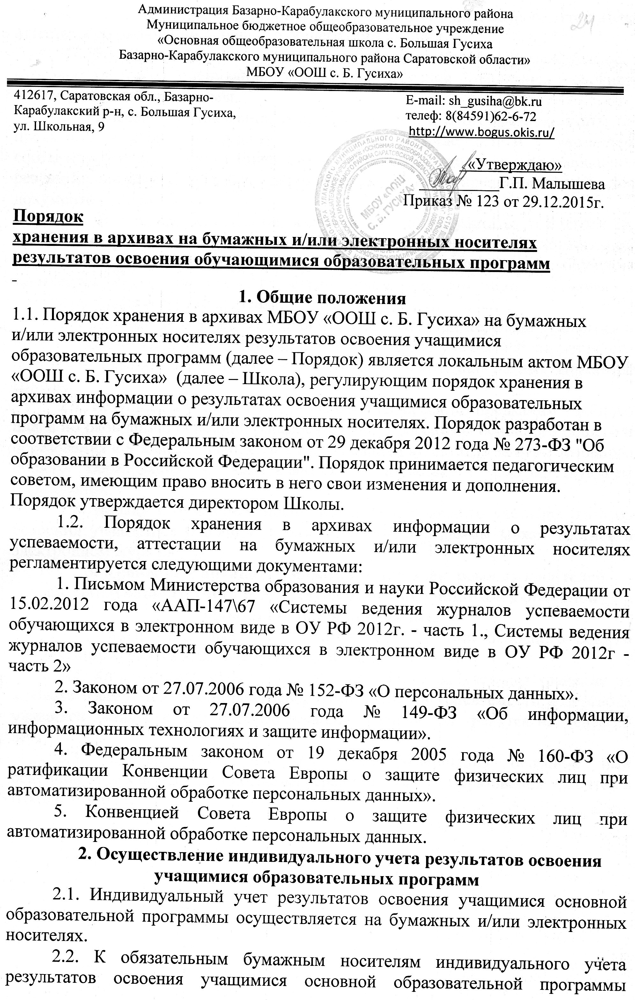 Администрация Базарно-Карабулакского муниципального района
24
Муниципальное бюджетное общеобразовательное учреждение
«Основная общеобразовательная школа с. Большая Гусиха
Базарно-Карабулакского муниципального района Саратовской области»
МБОУ «ООШ с. Б. Гусиха»
412617, Саратовская обл., Базарно-
Карабулакский р-н, с. Большая Гусиха,
ул. Школьная, 9
E-mail: sh_gusiha@bk.ru
телеф: 8(84591)62-6-72
http://www.bogus.okis.ru/
«Утверждаю»
Г.П. Малышева
Приказ № 123 от 29.12.2015г.
МБОУ «ООШ
С. Б. ГУСИХА»
Порядок
хранения в архивах на бумажных и/или электронных носителях
результатов освоения обучающимися образовательных программ
1. Общие положения
1.1. Порядок хранения в архивах МБОУ «ООШ с. Б. Гусиха» на бумажных
и/или электронных носителях результатов освоения учащимися
образовательных программ (далее – Порядок) является локальным актом МБОУ
«ООШ с. Б. Гусиха» (далее – Школа), регулирующим порядок хранения в
архивах информации о результатах освоения учащимися образовательных
программ на бумажных и/или электронных носителях. Порядок разработан в
соответствии с Федеральным законом от 29 декабря 2012 года № 273-ФЗ "Об
образовании в Российской Федерации". Порядок принимается педагогическим
советом, имеющим право вносить в него свои изменения и дополнения.
Порядок утверждается директором Школы.
1.2. Порядок хранения в архивах информации о результатах
успеваемости, аттестации на бумажных и/или электронных носителях
регламентируется следующими документами:
1. Письмом Министерства образования и науки Российской Федерации от
15.02.2012 года «ААП-147\67 «Системы ведения журналов успеваемости
обучающихся в электронном виде в ОУ РФ 2012г. - часть 1., Системы ведения
журналов успеваемости обучающихся в электронном виде в ОУ РФ 2012г -
часть 2»
2. Законом от 27.07.2006 года № 152-ФЗ «О персональных данных».
3. Законом от 27.07.2006 года № 149-ФЗ «Об информации,
информационных технологиях и защите информации».
4. Федеральным законом от 19 декабря 2005 года № 160-ФЗ «О
ратификации Конвенции Совета Европы о защите физических лиц при
автоматизированной обработке персональных данных».
5. Конвенцией Совета Европы о защите физических лиц при
автоматизированной обработке персональных данных.
2. Осуществление индивидуального учета результатов освоения
учащимися образовательных программ
2.1. Индивидуальный учет результатов освоения учащимися основной
образовательной программы осуществляется на бумажных и/или электронных
носителях.
2.2. К обязательным бумажным носителям индивидуального учета
результатов освоения учащимися основной образовательной программы